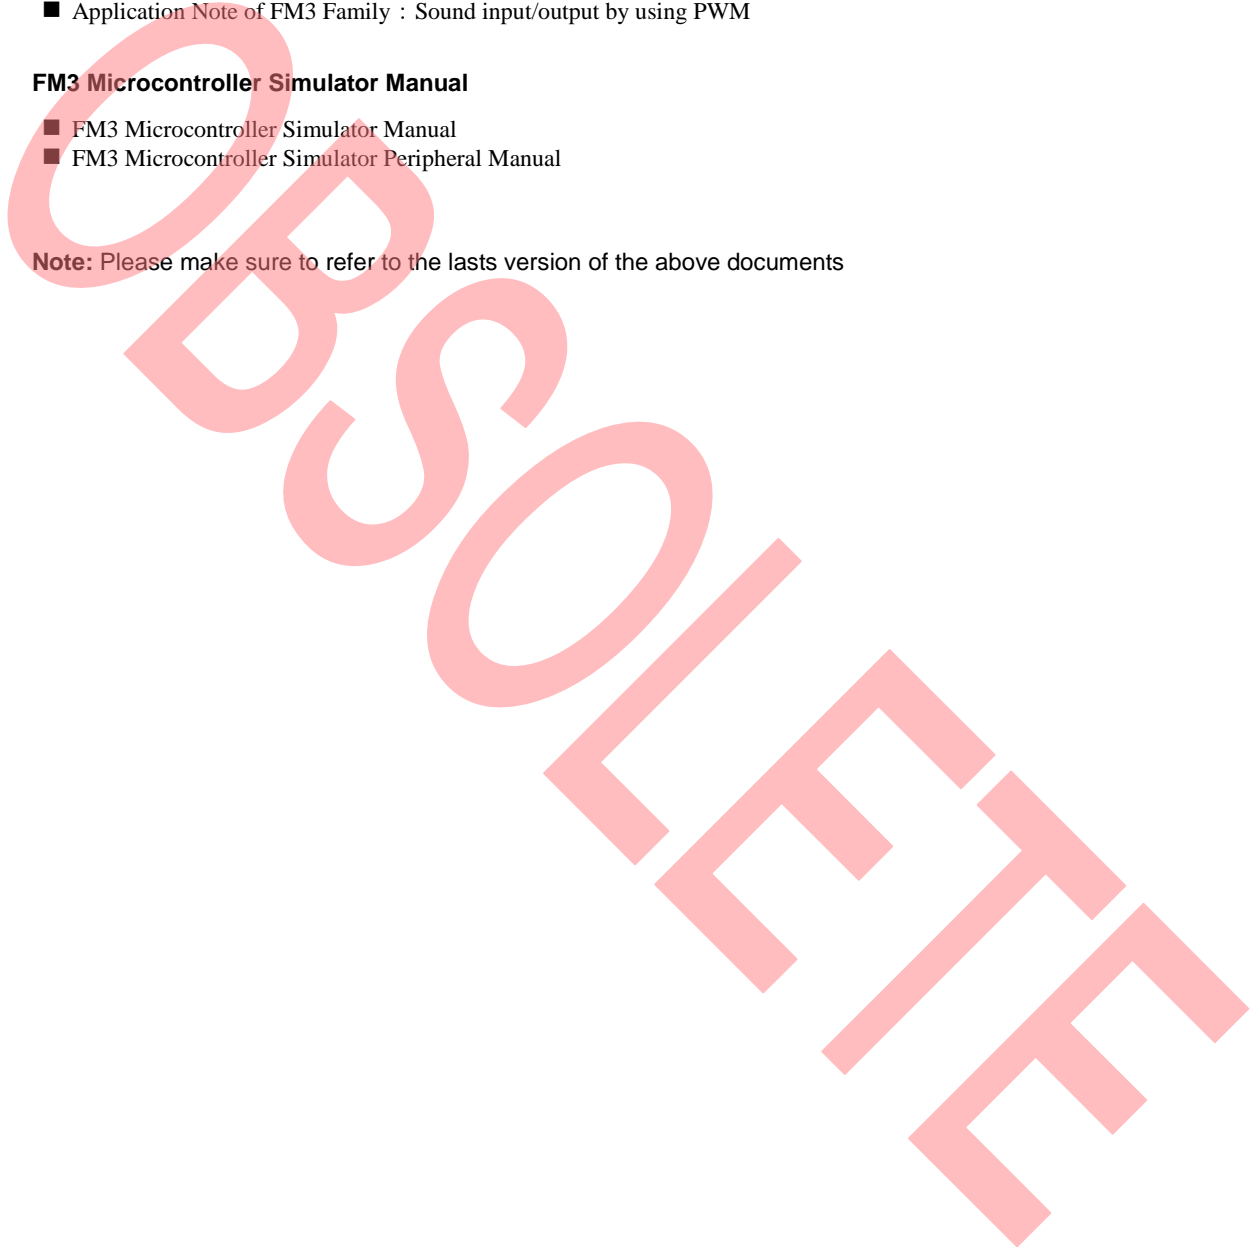 ■ Application Note of FM3 Family：Sound input/output by using PWM
FM3 Microcontroller Simulator Manual
■ FM3 Microcontroller Simulator Manual
■ FM3 Microcontroller Simulator Peripheral Manual
Note: Please make sure to refer to the lasts version of the above documents
OBSOLETE